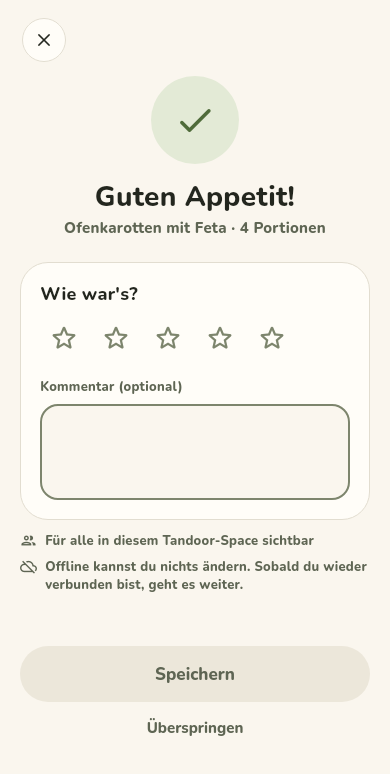 Guten Appetit!
Ofenkarotten mit Feta · 4 Portionen
Wie war's?
Kommentar (optional)
Für alle in diesem Tandoor-Space sichtbar
Offline kannst du nichts ändern. Sobald du wieder
verbunden bist, geht es weiter.
Speichern
Überspringen